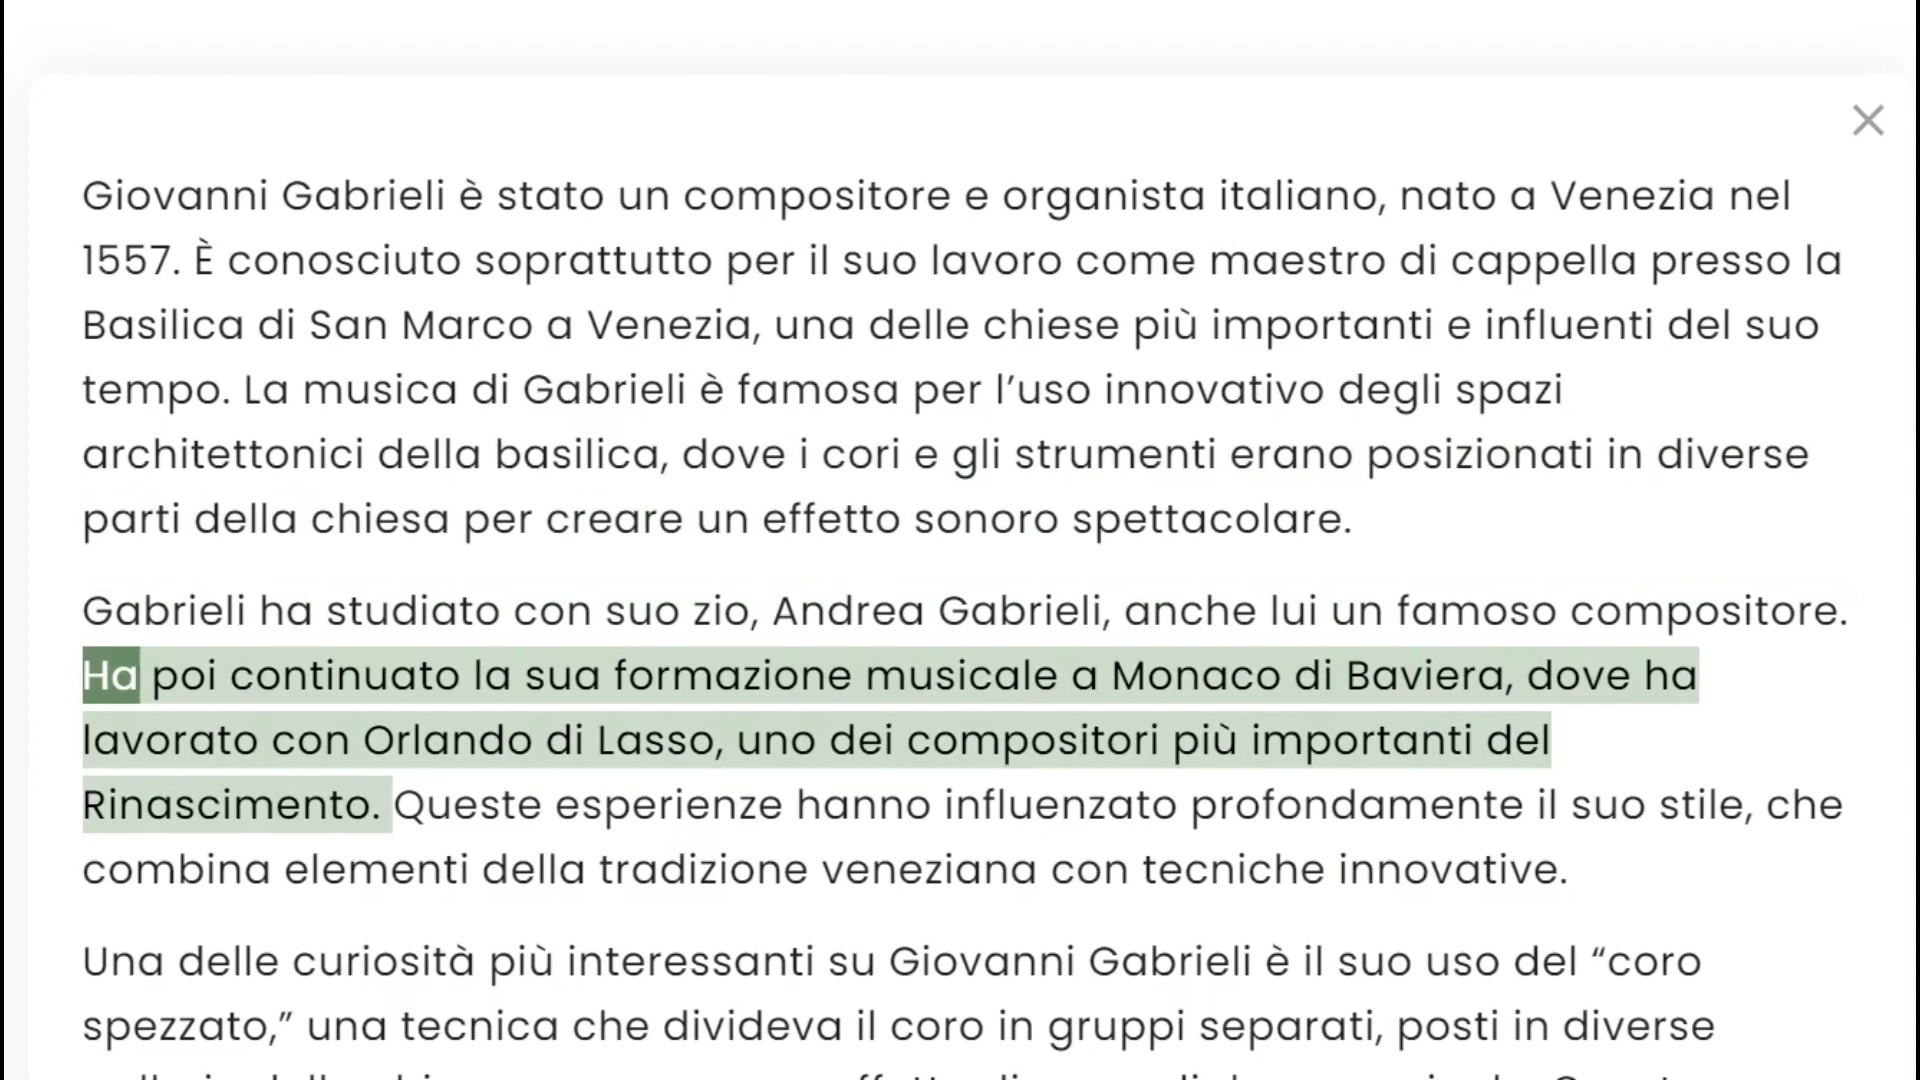 Giovanni Gabrieli è stato un compositore e organista italiano, nato a Venezia nel
1557. È conosciuto soprattutto per il suo lavoro come maestro di cappella presso la
Basilica di San Marco a Venezia, una delle chiese più importanti e influenti del suo
tempo. La musica di Gabrieli è famosa per l’uso innovativo degli spazi
architettonici della basilica, dove i cori e gli strumenti erano posizionati in diverse
parti della chiesa per creare un effetto sonoro spettacolare.
Gabrieli ha studiato con suo zio, Andrea Gabrieli, anche lui un famoso compositore.
Ha poi continuato la sua formazione musicale a Monaco di Baviera, dove ha
lavorato con Orlando di Lasso, uno dei compositori più importanti del
Rinascimento. Queste esperienze hanno influenzato profondamente il suo stile, che
combina elementi della tradizione veneziana con tecniche innovative.
Una delle curiosità più interessanti su Giovanni Gabrieli è il suo uso del “coro
spezzato,” una tecnica che divideva il coro in gruppi separati, posti in diverse